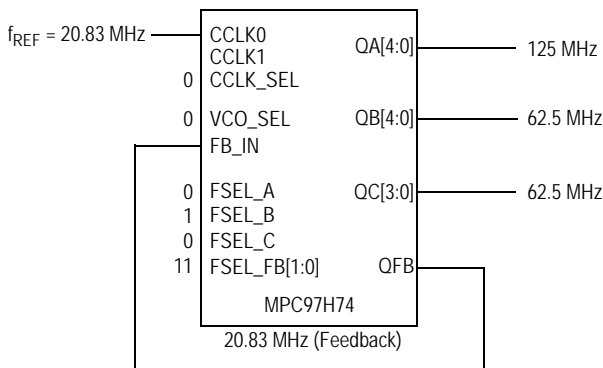 fREF = 20.83 MHz
CCLK0
CCLK1
0 CCLK_SEL
0 VCO_SEL
FB_IN
0 FSEL_A
1 FSEL_B
0 FSEL_C
11 FSEL_FB[1:0]
QA[4:0] 125 MHz
QB[4:0] 62.5 MHz
QC[3:0] 62.5 MHz
QFB
MPC97H74
20.83 MHz (Feedback)